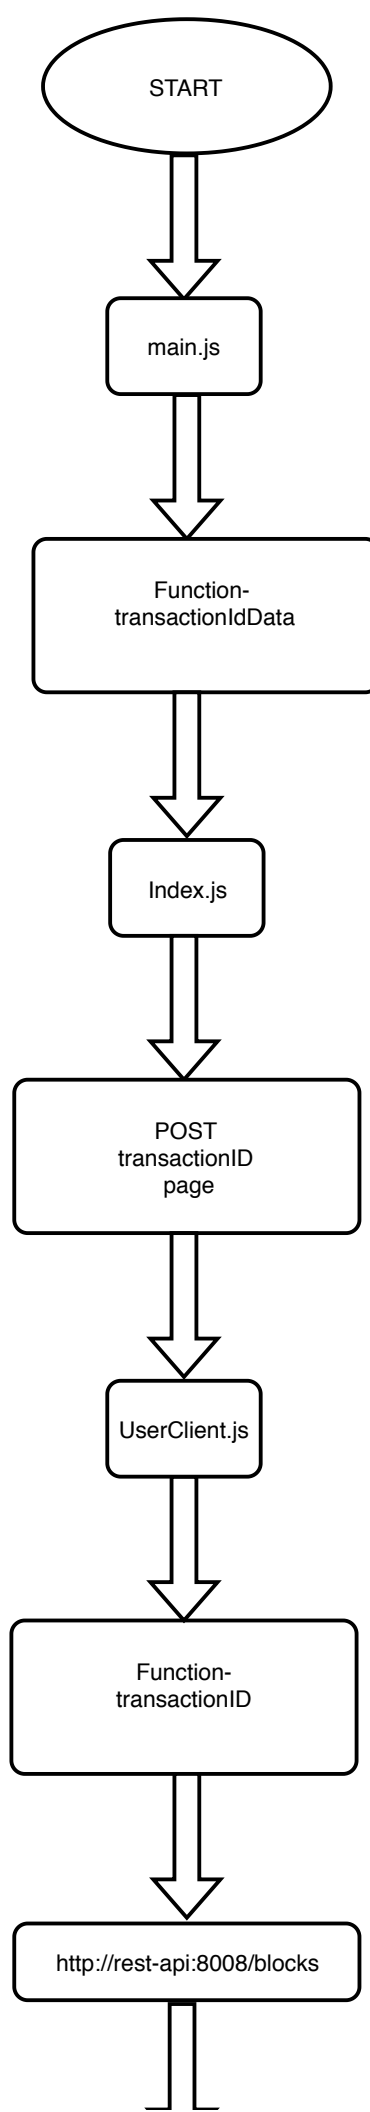 START
main.js
Function-
transactionIdData
Index.js
POST
transactionID
page
UserClient.js
Function-
transactionID
http://rest-api:8008/blocks